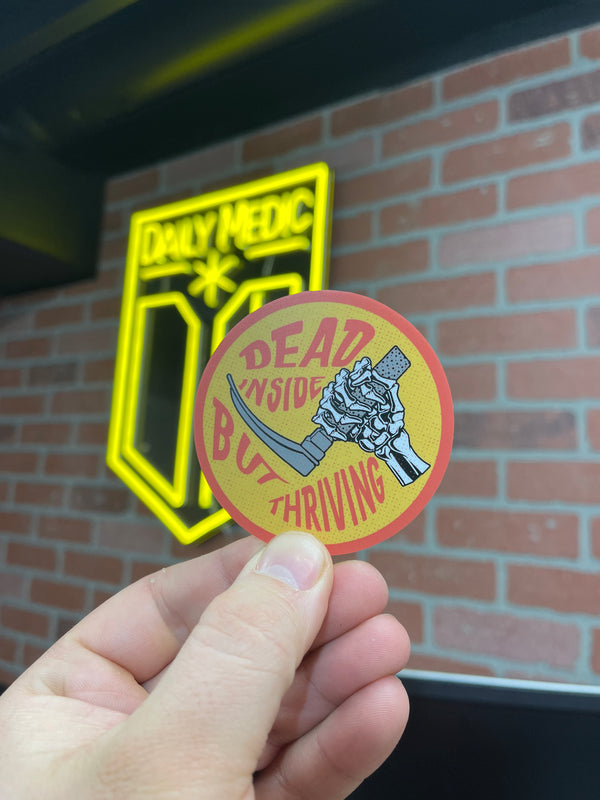 DAILY MEDIC
DEAD
INSIDE
BUT
THRIVING